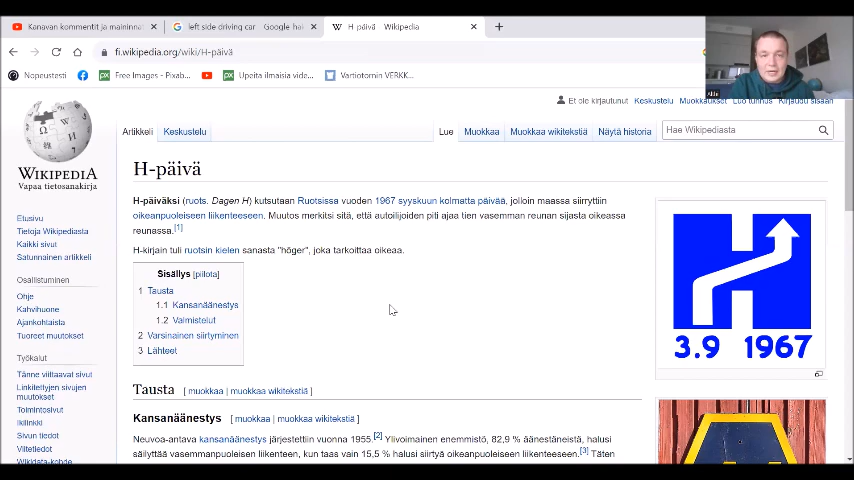 Kanavan kommentit ja maininna
left side driving car
Google hai
H päivä
Wikipedia
fi.wikipedia.org/wiki/H-päivä
Nopeustesti
Free Images - Pixab...
Upeita ilmaisia vide...
Vartiotornin VERKK...
Et ole kirjautunut Keskustelu Muokkaukset Luo tunnus Kirjaudu sisään
WIKIPEDIA
Vapaa tietosanakirja
Artikkeli Keskustelu Lue Muokkaa Muokkaa wikitekstiä Näytä historia
Hae Wikipediasta
Etusivu
Tietoja Wikipediasta
Kaikki sivut
Satunnainen artikkeli
Osallistuminen
Ohje
Kahvihuone
Ajankohtaista
Tuoreet muutokset
Työkalut
Tänne viittaavat sivut
Linkitettyjen sivujen
muutokset
Toimintosivut
Ikilinkki
Sivun tiedot
Viitetiedot
Wikidata-kohde
H-päivä
H-päiväksi (ruots. Dagen H) kutsutaan Ruotsissa vuoden 1967 syyskuun kolmatta päivää, jolloin maassa siirryttiin
oikeanpuoleiseen liikenteeseen. Muutos merkitsi sitä, että autoilijoiden piti ajaa tien vasemman reunan sijasta oikeassa
reunassa.[1]
H-kirjain tuli ruotsin kielen sanasta "höger", joka tarkoittaa oikeaa.
Sisällys [piilota]
1 Tausta
1.1 Kansanäänestys
1.2 Valmistelut
2 Varsinainen siirtyminen
3 Lähteet
Tausta [ muokkaa | muokkaa wikitekstiä ]
Kansanäänestys [ muokkaa | muokkaa wikitekstiä ]
Neuvoa-antava kansanäänestys järjestettiin vuonna 1955.[2] Ylivoimainen enemmistö, 82,9 % äänestäneistä, halusi
säilyttää vasemmanpuoleisen liikenteen, kun taas vain 15,5 % halusi siirtyä oikeanpuoleiseen liikenteeseen.[3] Täten
3.9 1967